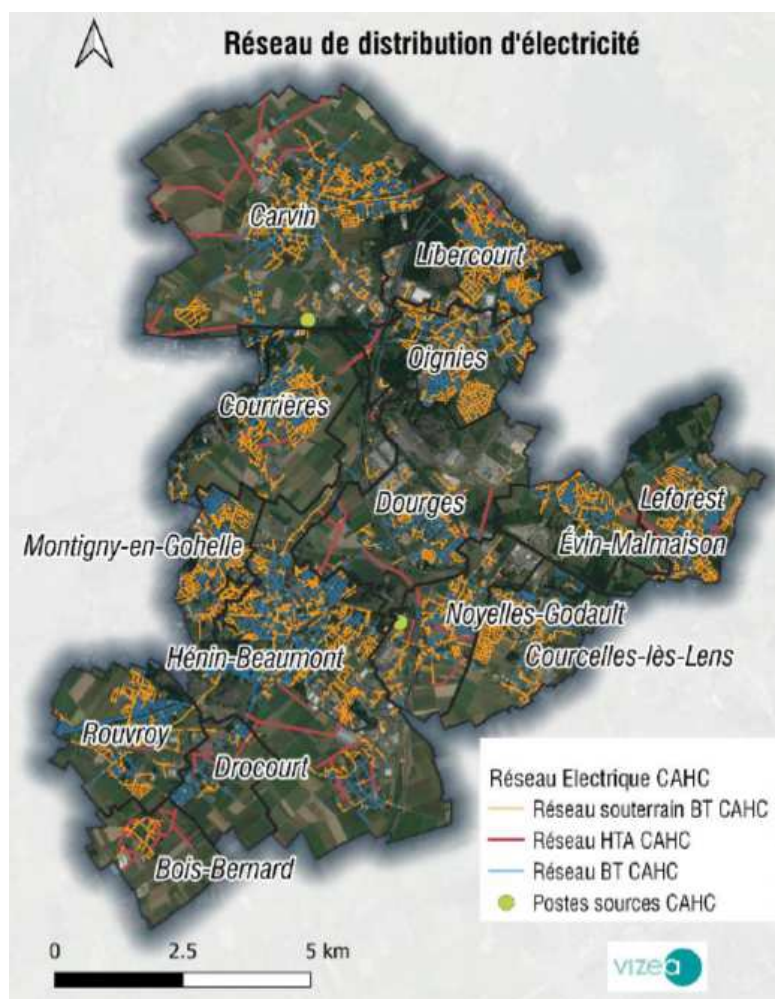 Réseau de distribution d'électricité
Carvin
Libercourt
Oignies
Courrières
Dourges
Leforest
Montigny-en-Gohelle
Évin-Malmaison
Noyelles-Godault
Hénin-Beaumont
Courcelles-lès-Lens
Rouvroy
Drocourt
Bois-Bernard
Réseau Electrique CAHC
Réseau souterrain BT CAHC
Réseau HTA CAHC
Réseau BT CAHC
Postes sources CAHC
0 2.5 5 km
vizea